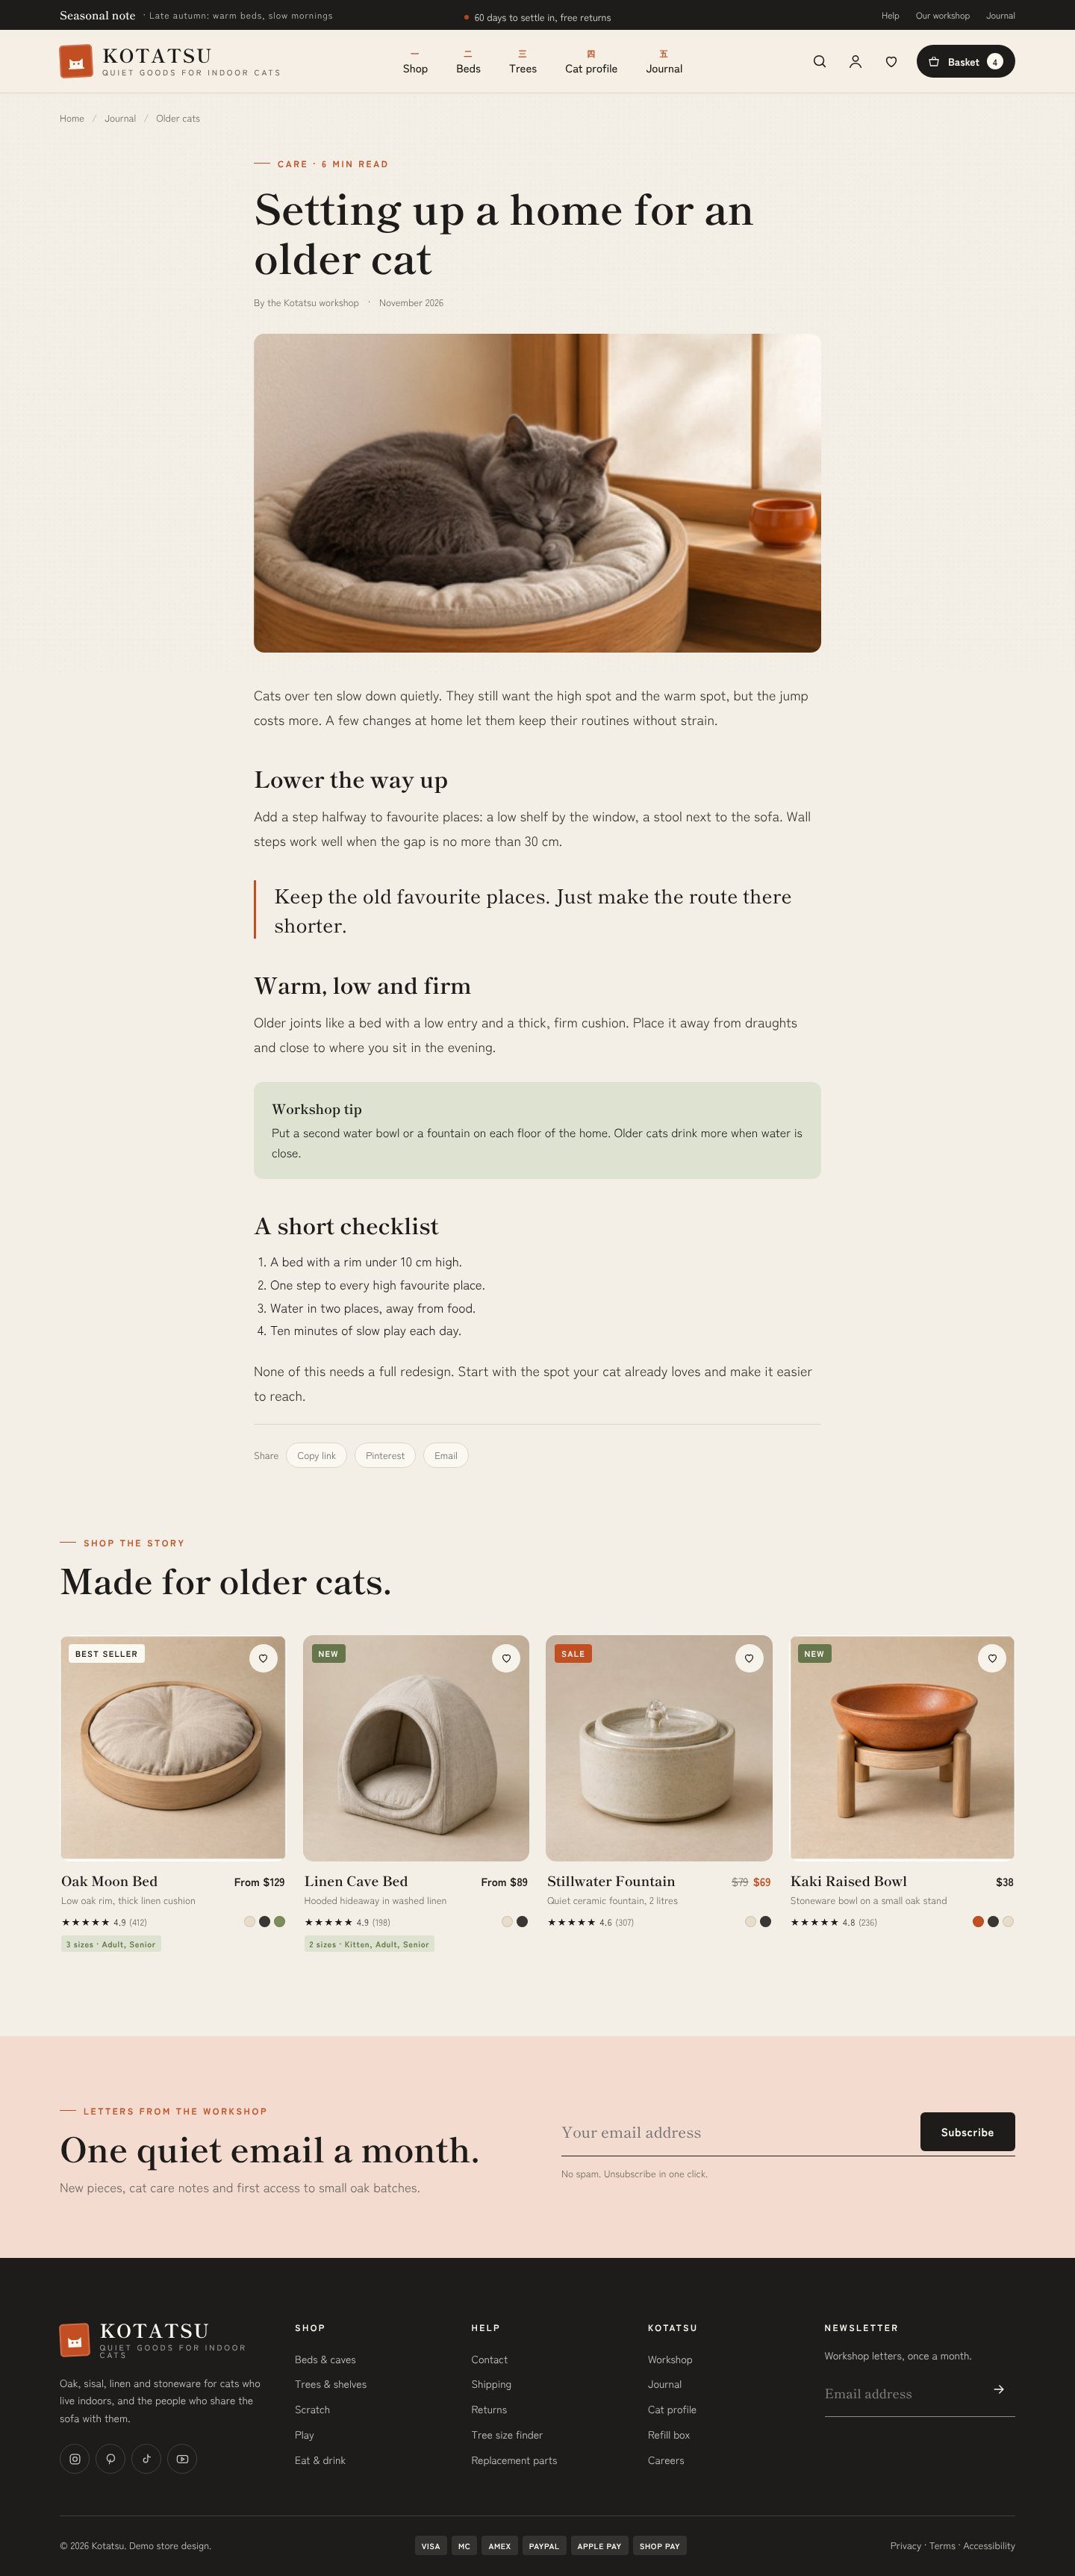 Seasonal note · Late autumn: warm beds, slow mornings
60 days to settle in, free returns
Help Our workshop Journal
KOTATSU
QUIET GOODS FOR INDOOR CATS
一 二 三 四 五
Shop Beds Trees Cat profile Journal
Basket 4
Home / Journal / Older cats
CARE · 6 MIN READ
Setting up a home for an
older cat
By the Kotatsu workshop · November 2026
Cats over ten slow down quietly. They still want the high spot and the warm spot, but the jump
costs more. A few changes at home let them keep their routines without strain.
Lower the way up
Add a step halfway to favourite places: a low shelf by the window, a stool next to the sofa. Wall
steps work well when the gap is no more than 30 cm.
Keep the old favourite places. Just make the route there
shorter.
Warm, low and firm
Older joints like a bed with a low entry and a thick, firm cushion. Place it away from draughts
and close to where you sit in the evening.
Workshop tip
Put a second water bowl or a fountain on each floor of the home. Older cats drink more when water is
close.
A short checklist
1. A bed with a rim under 10 cm high.
2. One step to every high favourite place.
3. Water in two places, away from food.
4. Ten minutes of slow play each day.
None of this needs a full redesign. Start with the spot your cat already loves and make it easier
to reach.
Share Copy link Pinterest Email
SHOP THE STORY
Made for older cats.
BEST SELLER
NEW
SALE
NEW
Oak Moon Bed From $129
Low oak rim, thick linen cushion
★★★★★ 4.9 (412)
3 sizes · Adult, Senior
Linen Cave Bed From $89
Hooded hideaway in washed linen
★★★★★ 4.9 (198)
2 sizes · Kitten, Adult, Senior
Stillwater Fountain $79 $69
Quiet ceramic fountain, 2 litres
★★★★★ 4.6 (307)
Kaki Raised Bowl $38
Stoneware bowl on a small oak stand
★★★★★ 4.8 (236)
LETTERS FROM THE WORKSHOP
One quiet email a month.
New pieces, cat care notes and first access to small oak batches.
Your email address
Subscribe
No spam. Unsubscribe in one click.
KOTATSU
QUIET GOODS FOR INDOOR
CATS
Oak, sisal, linen and stoneware for cats who
live indoors, and the people who share the
sofa with them.
SHOP
Beds & caves
Trees & shelves
Scratch
Play
Eat & drink
HELP
Contact
Shipping
Returns
Tree size finder
Replacement parts
KOTATSU
Workshop
Journal
Cat profile
Refill box
Careers
NEWSLETTER
Workshop letters, once a month.
Email address
© 2026 Kotatsu. Demo store design.
VISA MC AMEX PAYPAL APPLE PAY SHOP PAY
Privacy · Terms · Accessibility